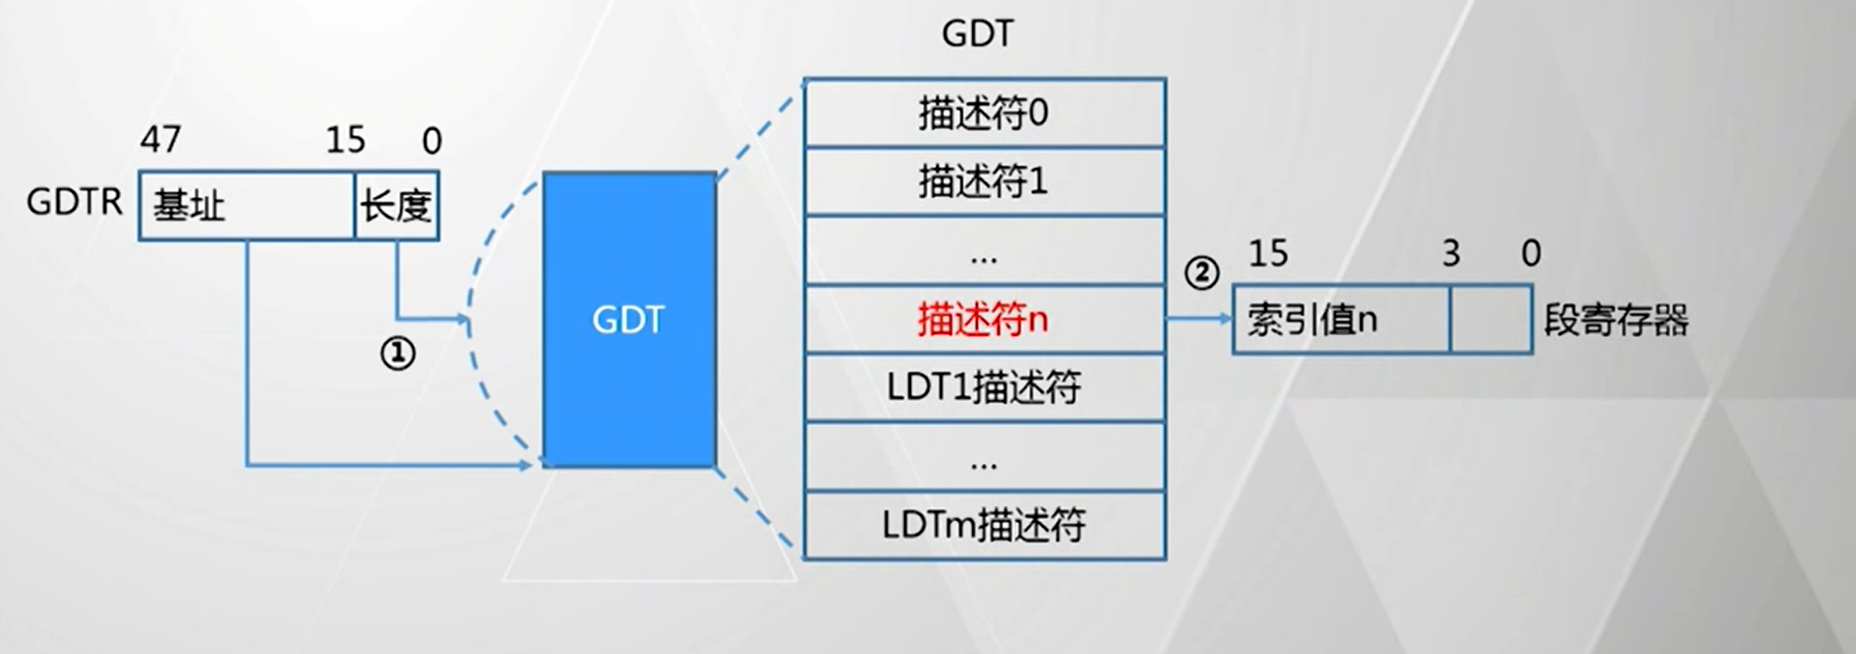 GDT
47 15 0
GDTR 基址 长度
①
GDT
描述符0
描述符1
...
描述符n
LDT1描述符
...
LDTm描述符
②
15 3 0
索引值n 段寄存器